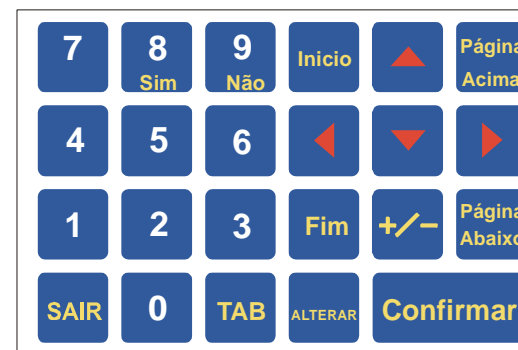 7 8 9 Inicio Página
Sim Não Acima
4 5 6
1 2 3 Fim +/- Página
Abaixo
SAIR 0 TAB ALTERAR Confirmar